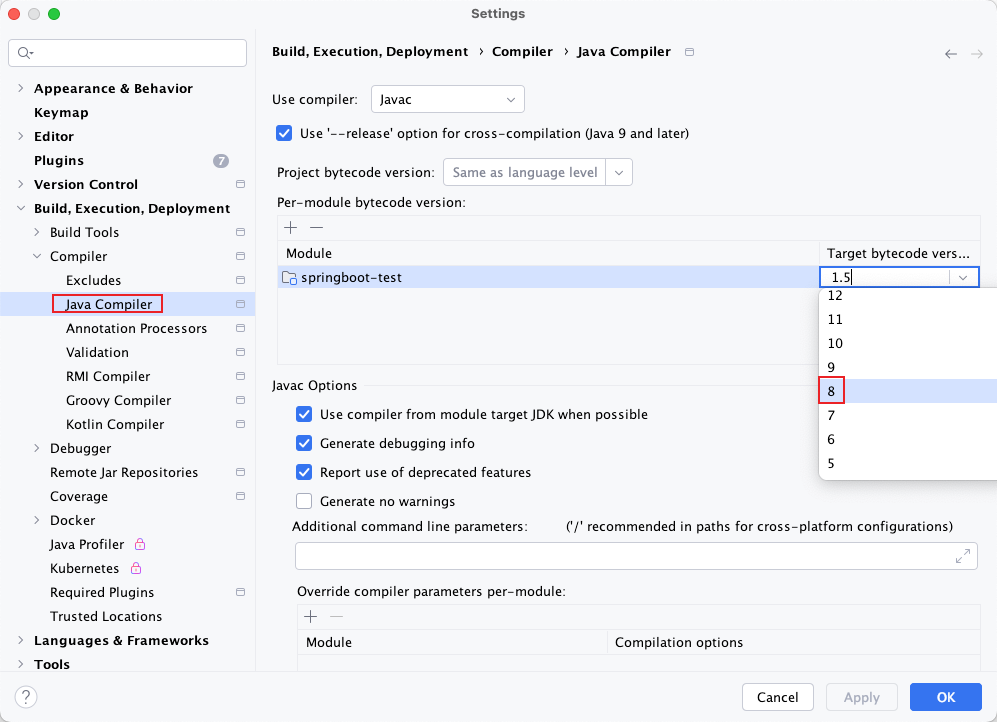 Settings
Build, Execution, Deployment › Compiler › Java Compiler
Appearance & Behavior
Keymap
Editor
Plugins 7
Version Control
Build, Execution, Deployment
Build Tools
Compiler
Excludes
Java Compiler
Annotation Processors
Validation
RMI Compiler
Groovy Compiler
Kotlin Compiler
Debugger
Remote Jar Repositories
Coverage
Docker
Java Profiler
Kubernetes
Required Plugins
Trusted Locations
Languages & Frameworks
Tools
Use compiler: Javac
Use '--release' option for cross-compilation (Java 9 and later)
Project bytecode version: Same as language level
Per-module bytecode version:
Module Target bytecode vers...
springboot-test 1.5
12
11
10
9
8
7
6
5
Javac Options
Use compiler from module target JDK when possible
Generate debugging info
Report use of deprecated features
Generate no warnings
Additional command line parameters: ('/' recommended in paths for cross-platform configurations)
Override compiler parameters per-module:
Module Compilation options
? Cancel Apply OK